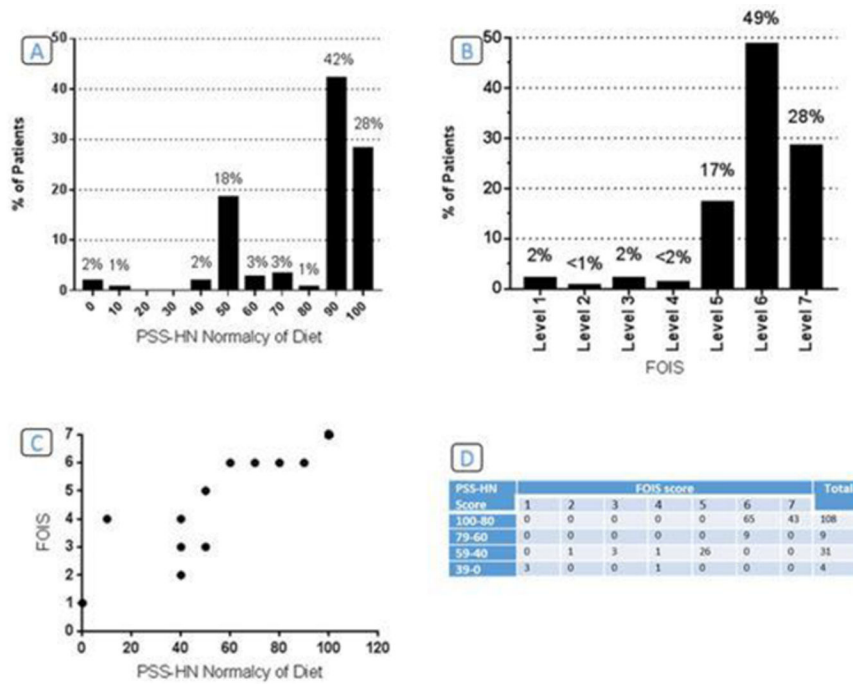 A
50
40
30
20
10
0
% of Patients
2%
1%
2%
18%
3%
3%
1%
42%
28%
0
10
20
30
40
50
60
70
80
90
100
PSS-HN Normalcy of Diet
B
50
40
30
20
10
0
% of Patients
2%
<1%
2%
<2%
17%
49%
28%
Level 1
Level 2
Level 3
Level 4
Level 5
Level 6
Level 7
FOIS
C
7
6
5
4
3
2
1
0
FOIS
0 20 40 60 80 100 120
PSS-HN Normalcy of Diet
D
PSS-HN FOIS score Total
Score 1 2 3 4 5 6 7
100-80 0 0 0 0 0 65 43 108
79-60 0 0 0 0 0 9 0 9
59-40 0 1 3 1 26 0 0 31
39-0 3 0 0 1 0 0 0 4